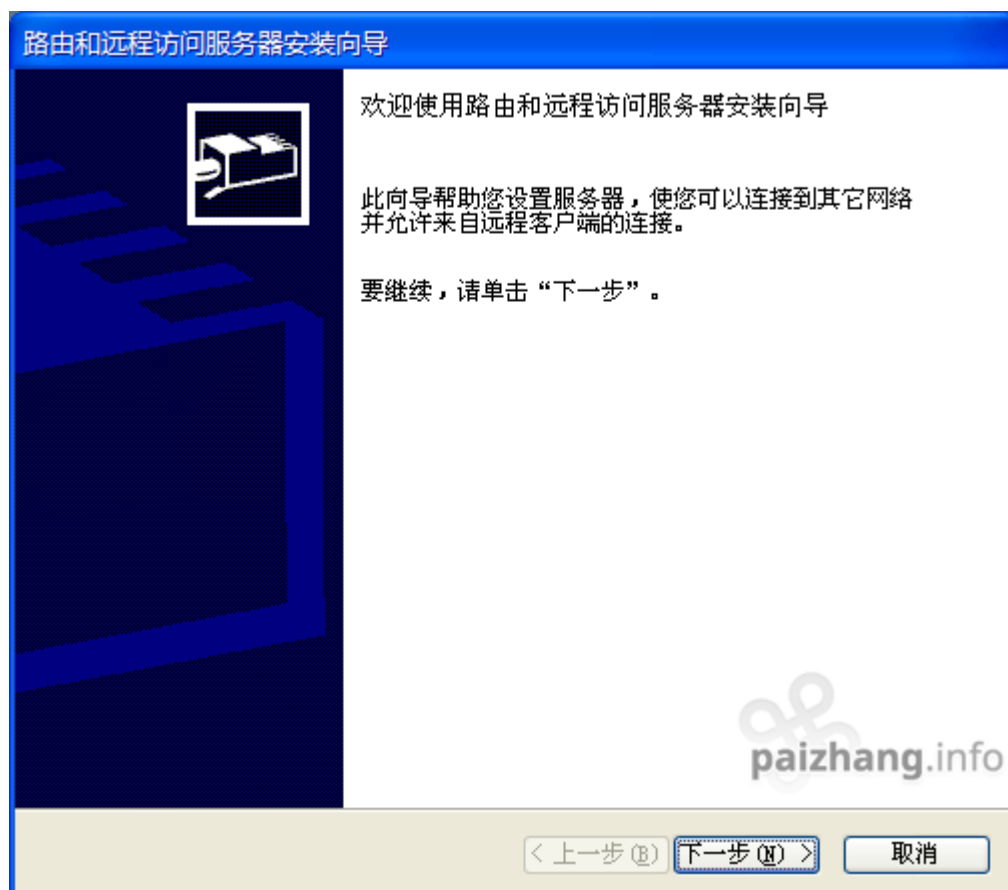 路由和远程访问服务器安装向导
欢迎使用路由和远程访问服务器安装向导
此向导帮助您设置服务器，使您可以连接到其它网络
并允许来自远程客户端的连接。
要继续，请单击“下一步”。
paizhang.info
< 上一步(B) 下一步(N) > 取消